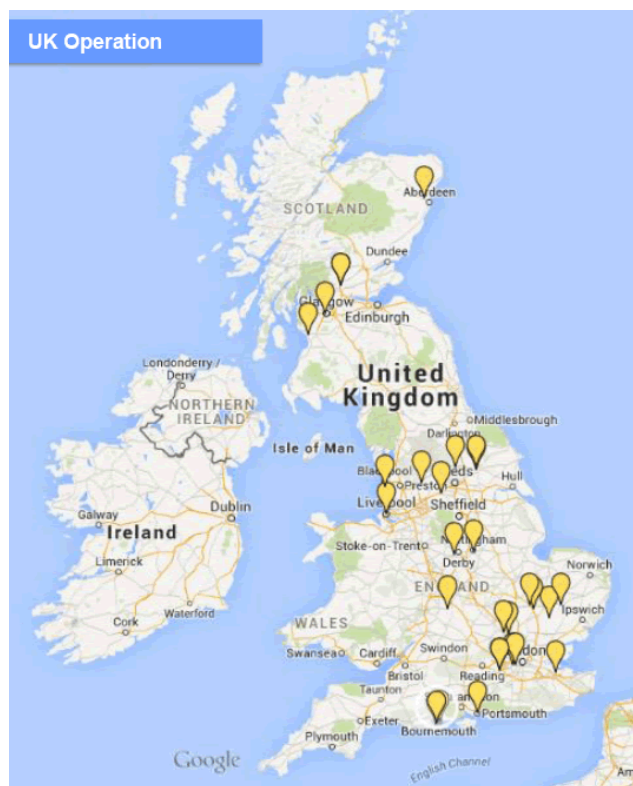 UK Operation
Aberdeen
SCOTLAND
Dundee
Glasgow
Edinburgh
Londonderry /
Derry
United
Kingdom
NORTHERN
IRELAND
Middlesbrough
Darlington
Isle of Man
Blackpool
Preston
Leeds
Hull
Dublin
Liverpool
Sheffield
Galway
Ireland
Nottingham
Stoke-on-Trent
Derby
Limerick
Norwich
ENGLAND
Waterford
Ipswich
Cork
WALES
Swansea
Cardiff
Swindon
London
Bristol
Reading
Taunton
Southampton
Exeter
Portsmouth
Plymouth
Bournemouth
Google
English Channel